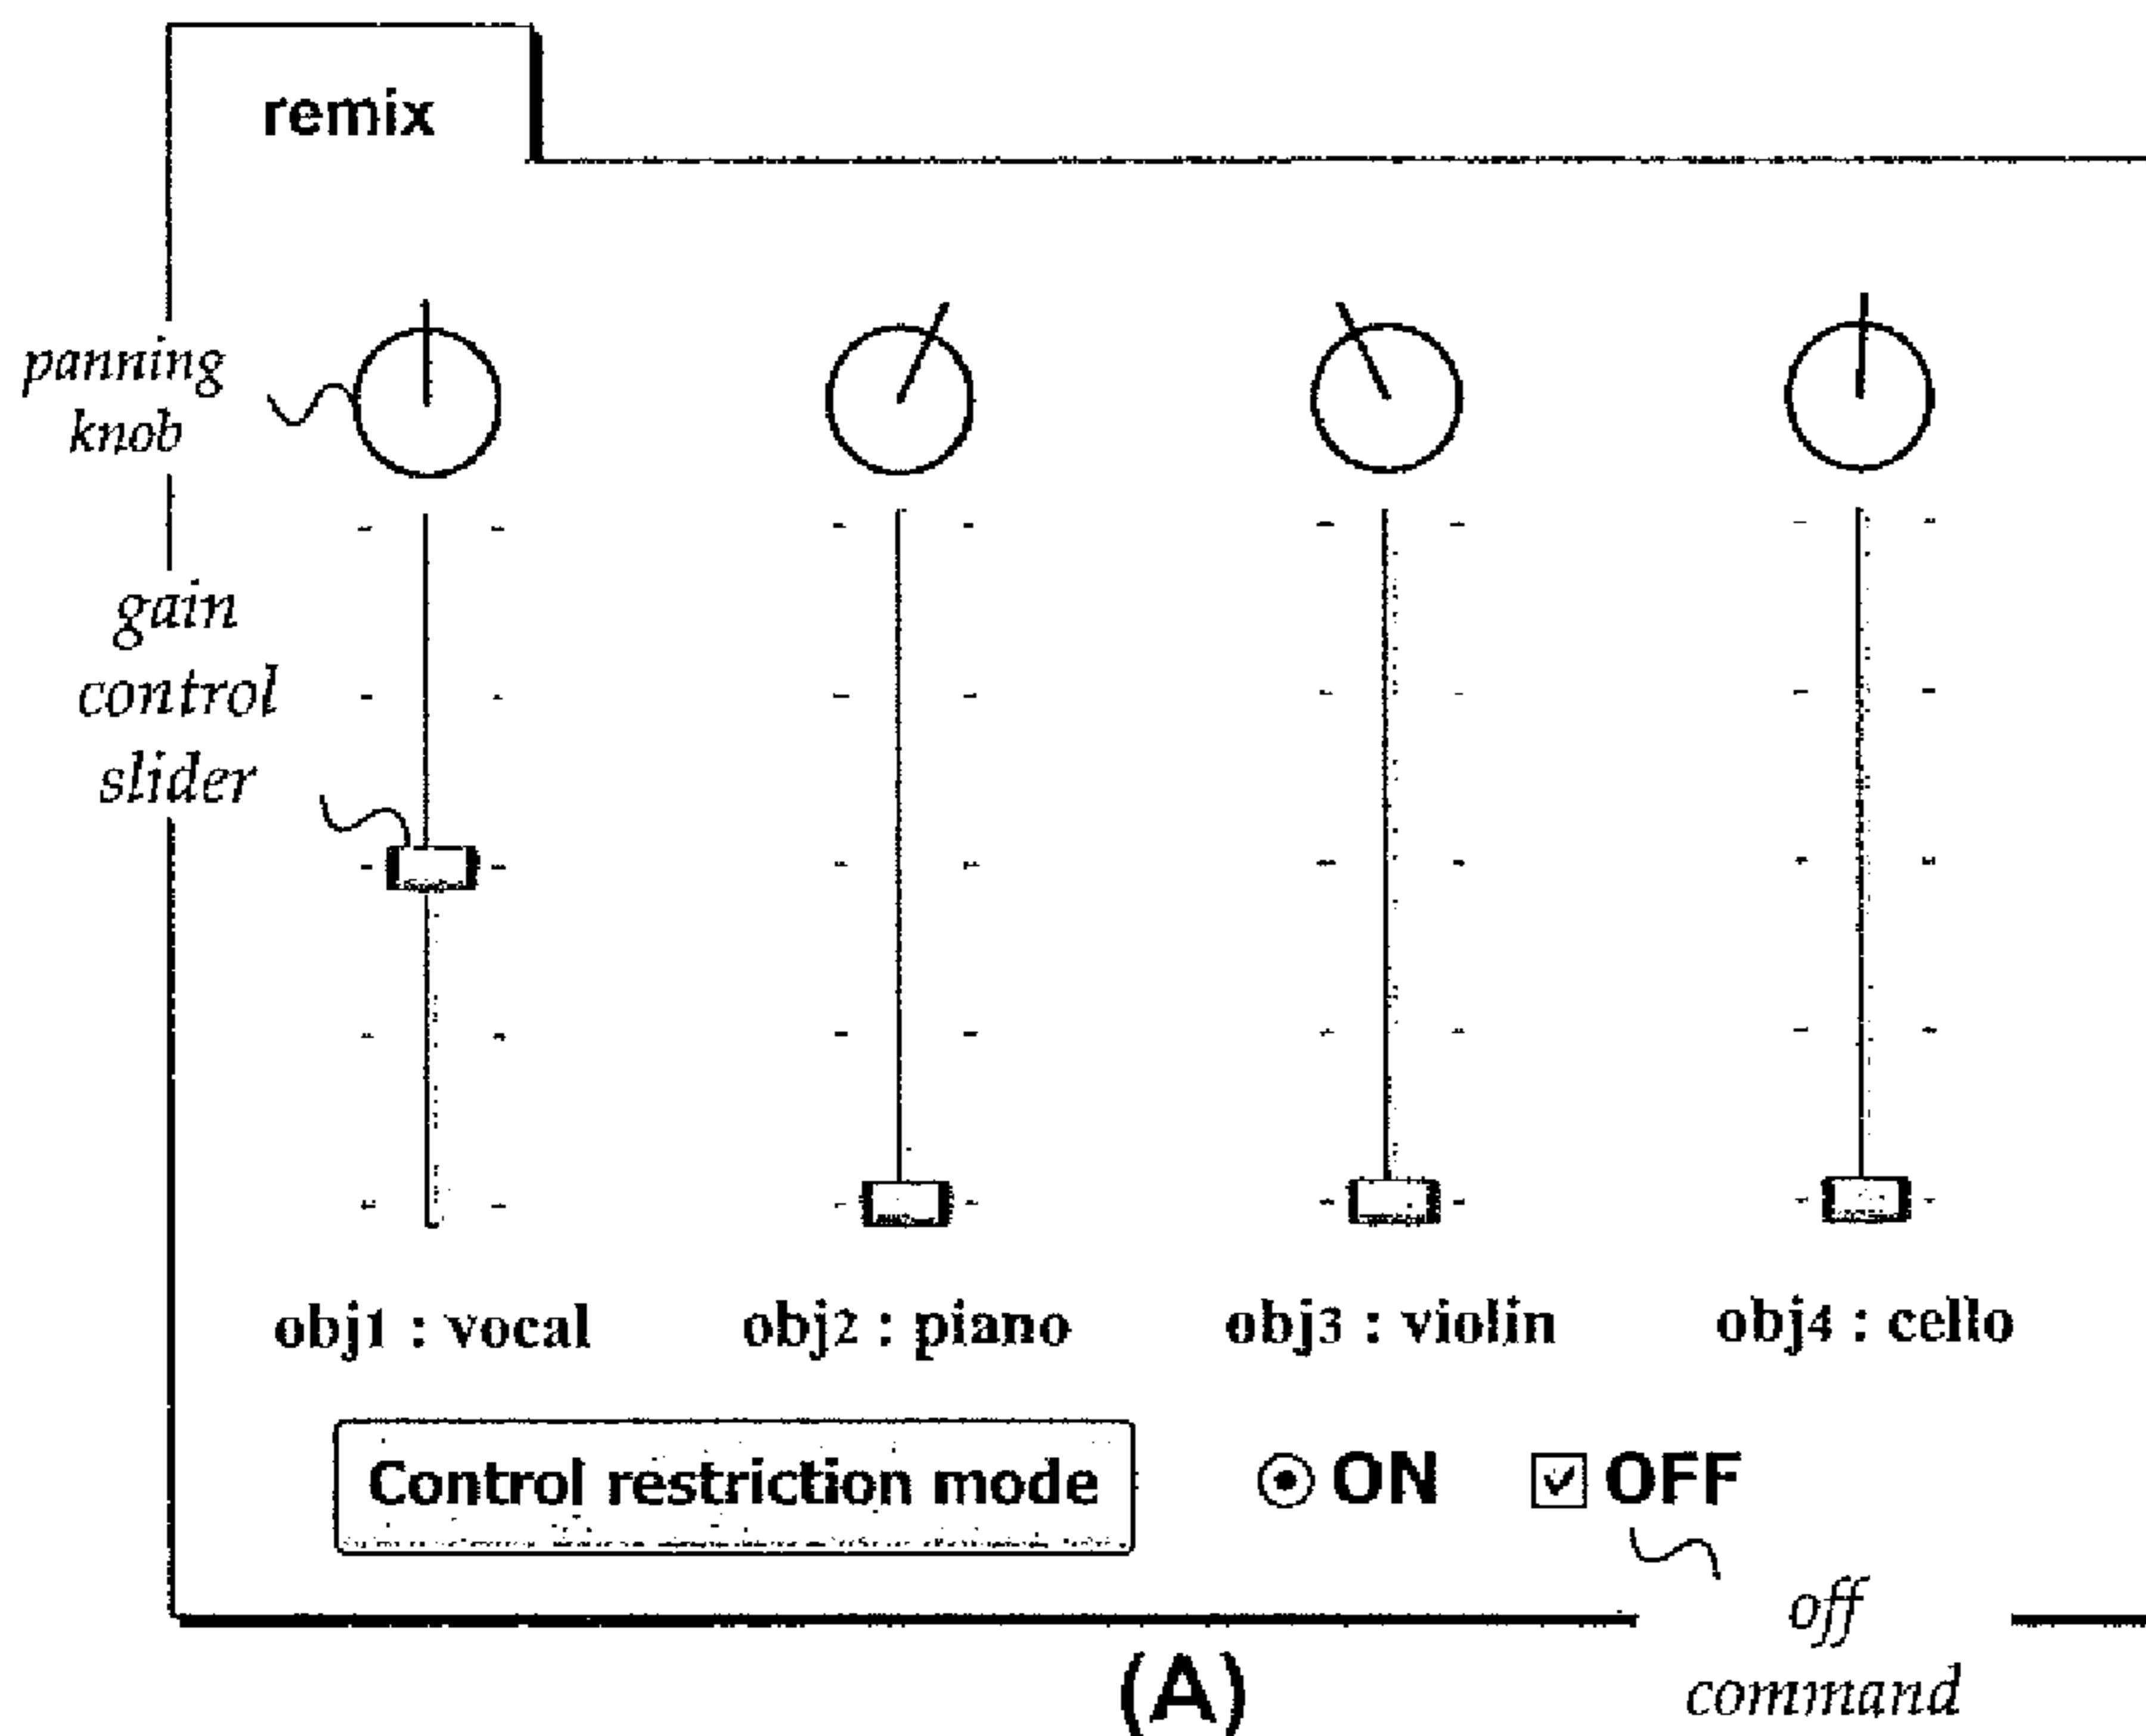 remix
panning
knob
gain
control
slider
obj1 : vocal
obj2 : piano
obj3 : violin
obj4 : cello
Control restriction mode
ON
OFF
off
command
(A)